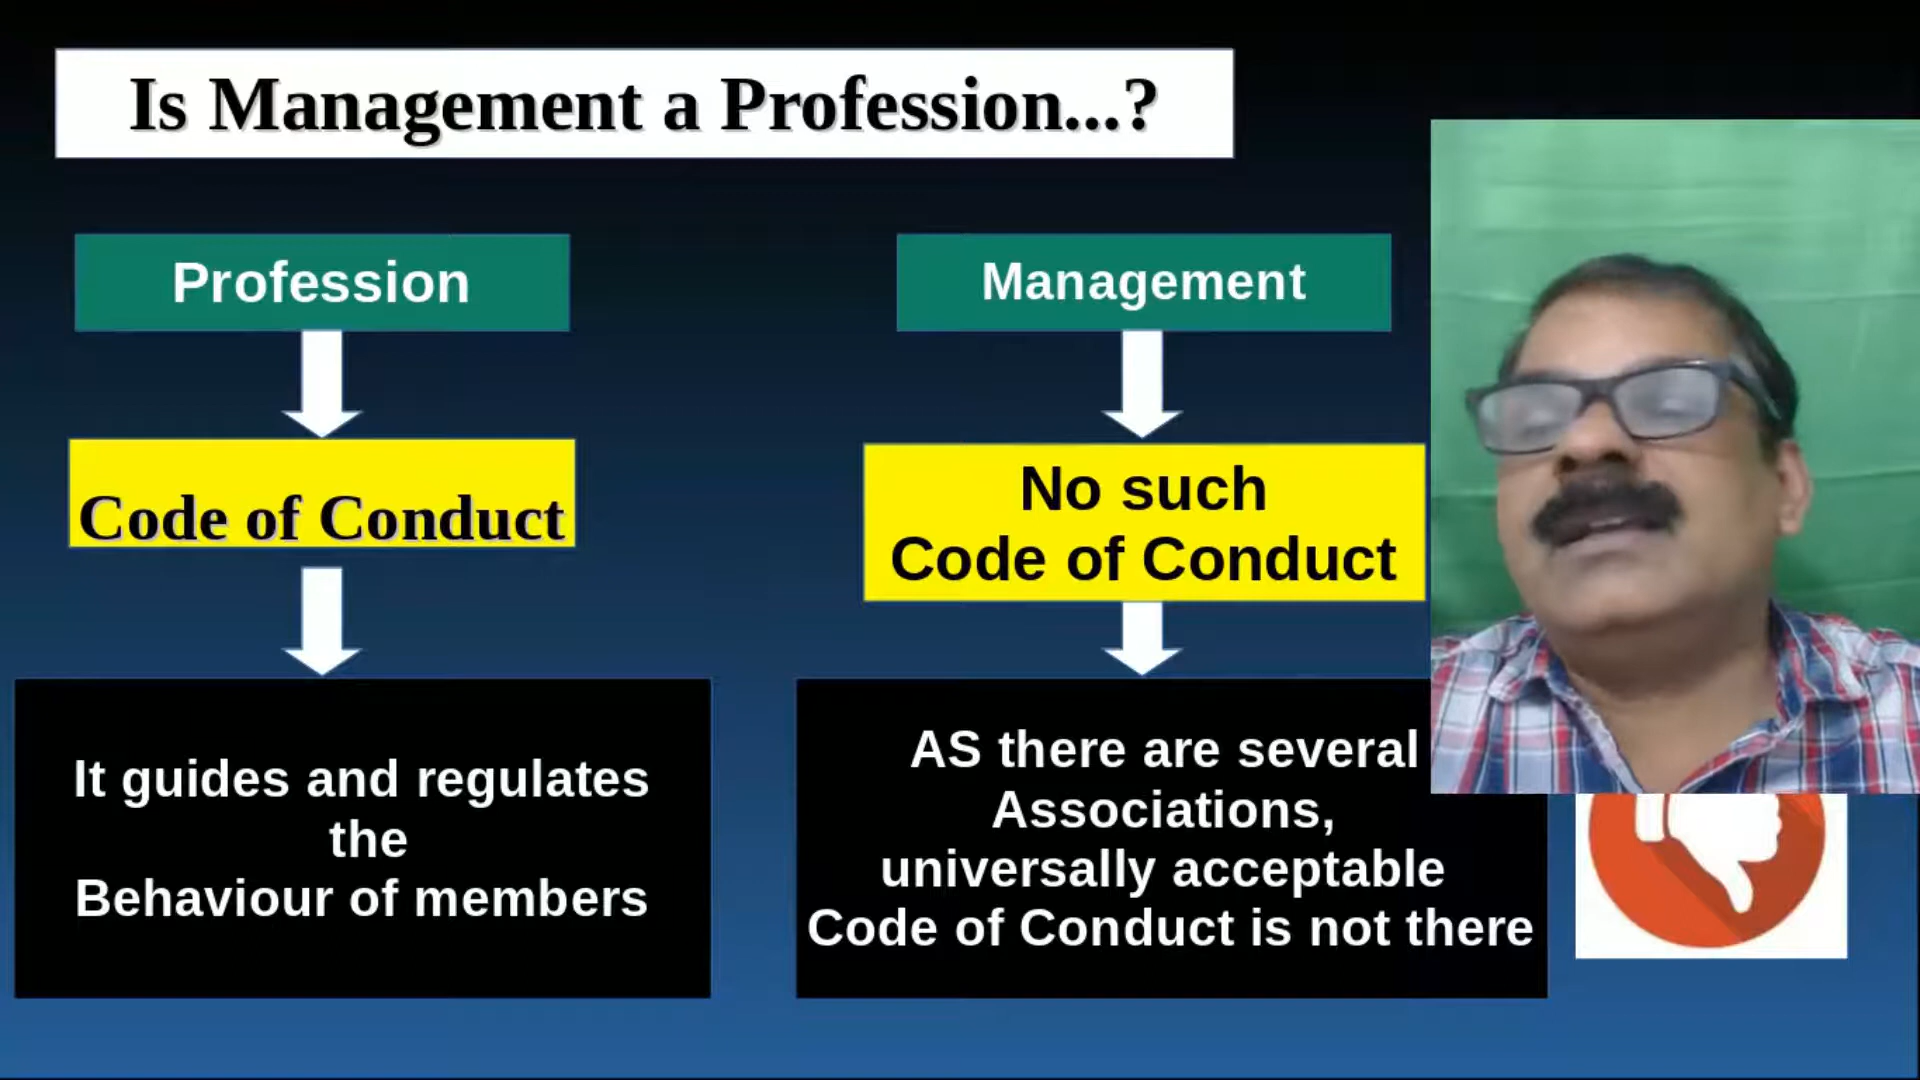 Is Management a Profession...?
Profession
Code of Conduct
It guides and regulates
the
Behaviour of members
Management
No such
Code of Conduct
AS there are several
Associations,
universally acceptable
Code of Conduct is not there